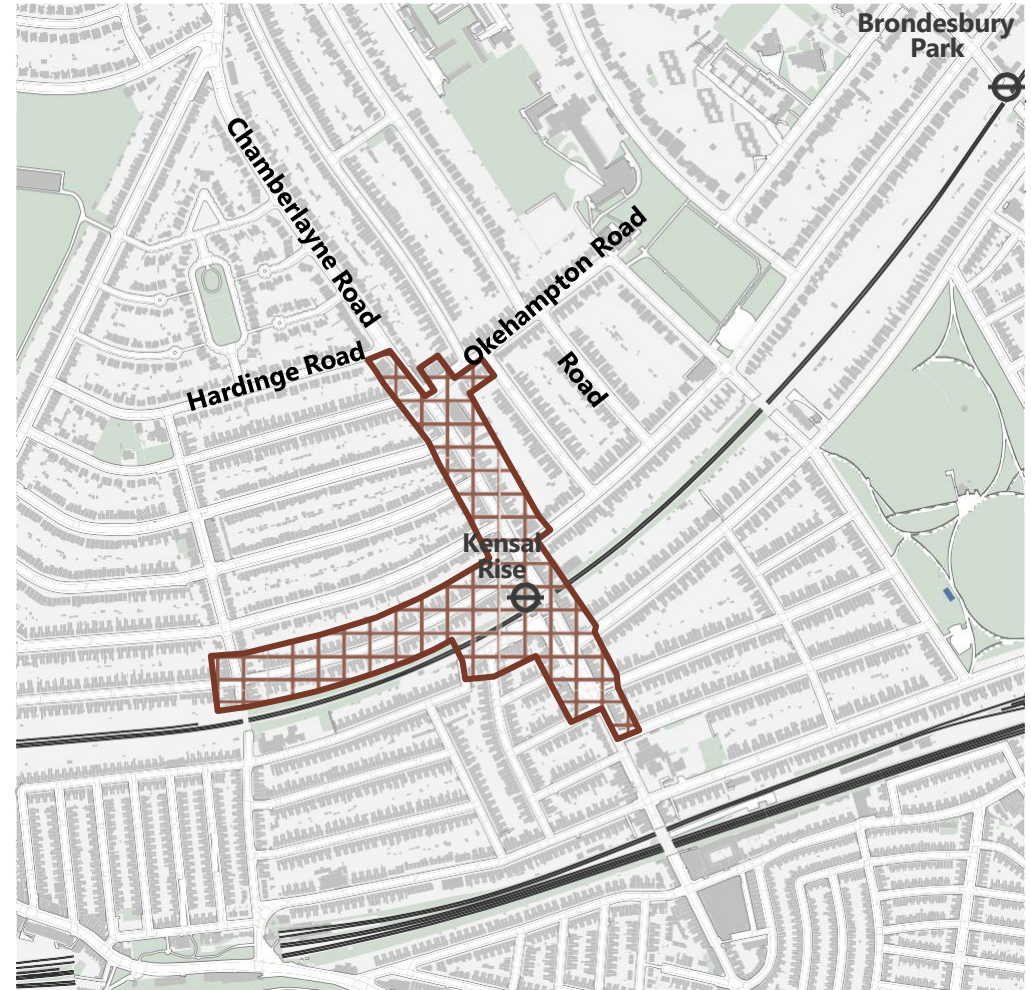 Brondesbury
Park
Chamberlayne Road
Okehampton Road
Hardinge Road
Road
Kensal
Rise